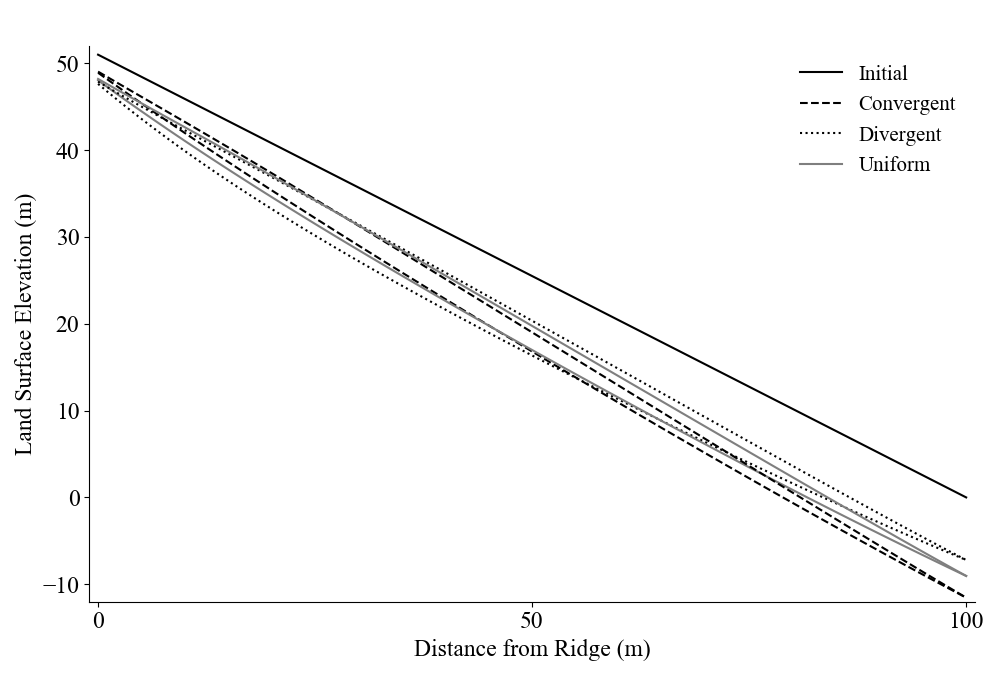 50
40
30
20
10
0
−10
0
50
100
Land Surface Elevation (m)
Distance from Ridge (m)
Initial
Convergent
Divergent
Uniform